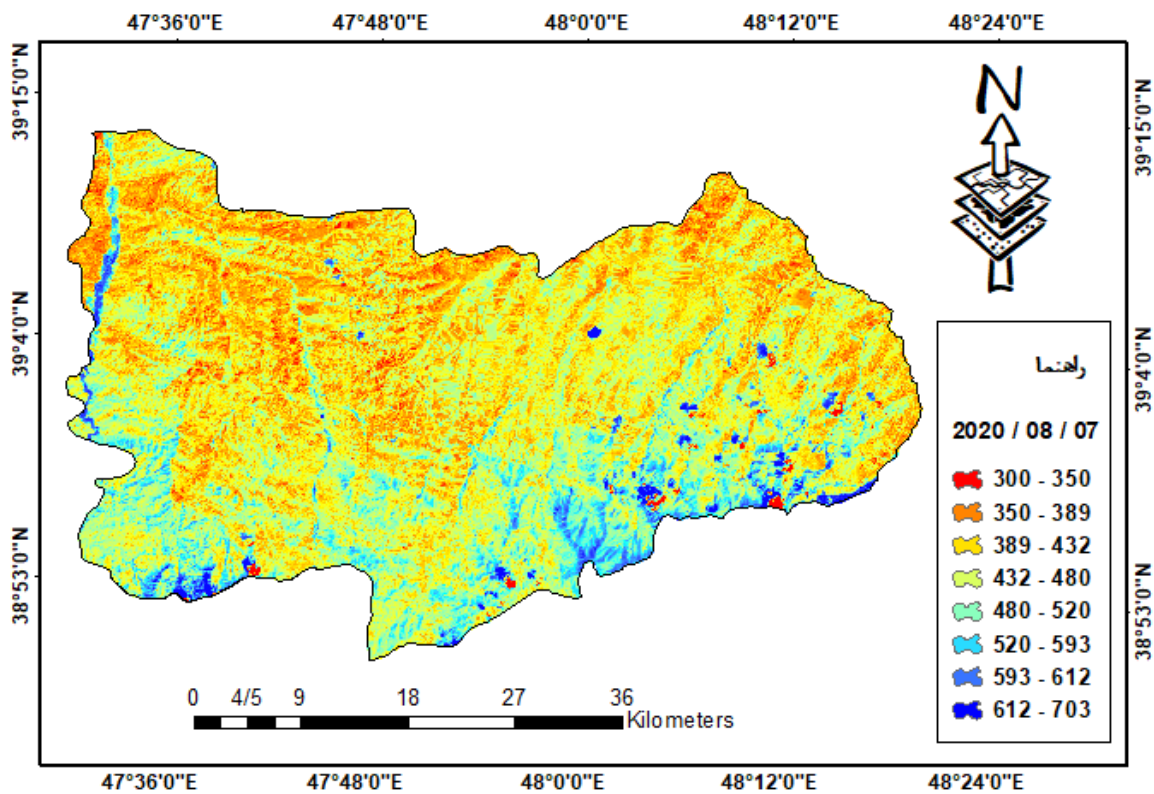 47°36'0"E 47°48'0"E 48°0'0"E 48°12'0"E 48°24'0"E
39°15'0"N
39°4'0"N
38°53'0"N
N
39°15'0"N
39°4'0"N
38°53'0"N
راهنما
2020 / 08 / 07
300 - 350
350 - 389
389 - 432
432 - 480
480 - 520
520 - 593
593 - 612
612 - 703
0 4/5 9 18 27 36
Kilometers
47°36'0"E 47°48'0"E 48°0'0"E 48°12'0"E 48°24'0"E